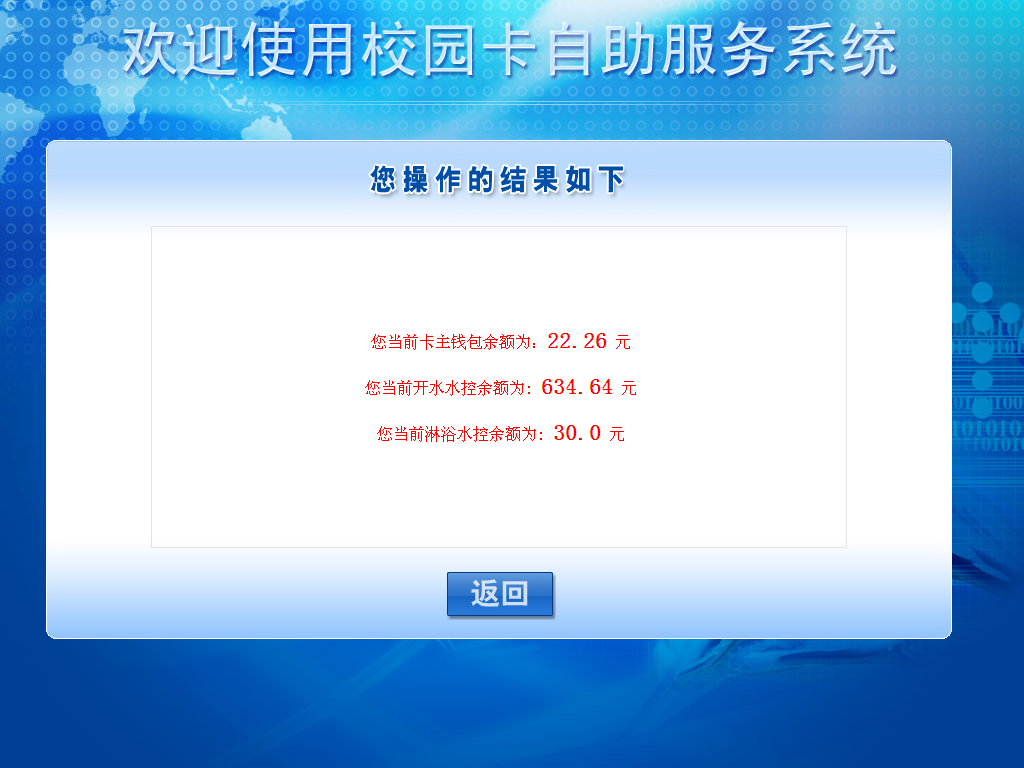 欢迎使用校园卡自助服务系统
您操作的结果如下
您当前卡主钱包余额为：22.26 元
您当前开水水控余额为：634.64 元
您当前淋浴水控余额为：30.0 元
返回